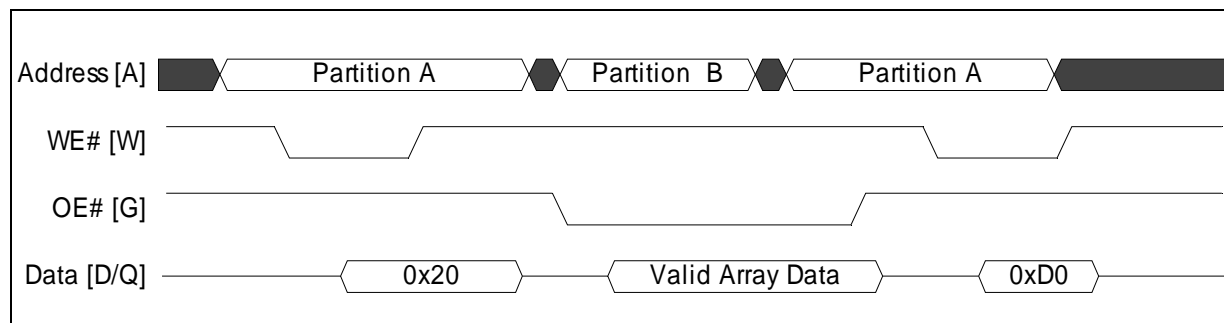 Address [A] Partition A Partition B Partition A
WE# [W]
OE# [G]
Data [D/Q] 0x20 Valid Array Data 0xD0